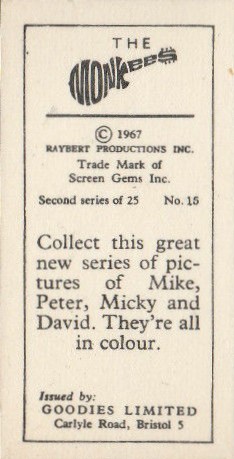 THE
MONKEES
© 1967
RAYBERT PRODUCTIONS INC.
Trade Mark of
Screen Gems Inc.
Second series of 25 No. 15
Collect this great
new series of pic-
tures of Mike,
Peter, Micky and
David. They're all
in colour.
Issued by:
GOODIES LIMITED
Carlyle Road, Bristol 5